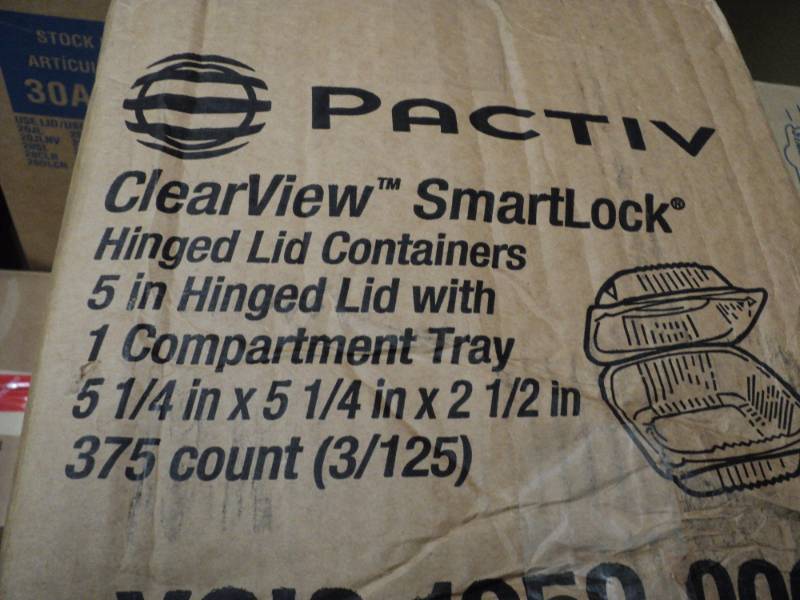 STOCK
ARTÍCU
30A
PACTIV
ClearView™ SmartLock®
Hinged Lid Containers
5 in Hinged Lid with
1 Compartment Tray
5 1/4 in x 5 1/4 in x 2 1/2 in
375 count (3/125)